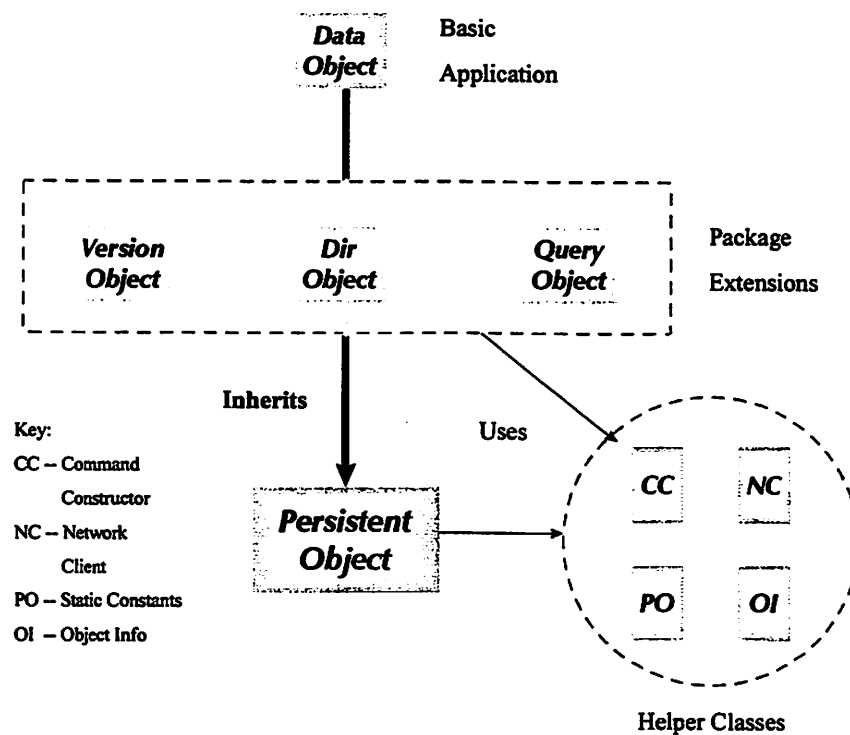 Data
Object
Basic
Application
Version
Object
Dir
Object
Query
Object
Package
Extensions
Inherits
Uses
Key:
CC – Command
Constructor
NC – Network
Client
PO – Static Constants
OI – Object Info
Persistent
Object
CC
NC
PO
OI
Helper Classes